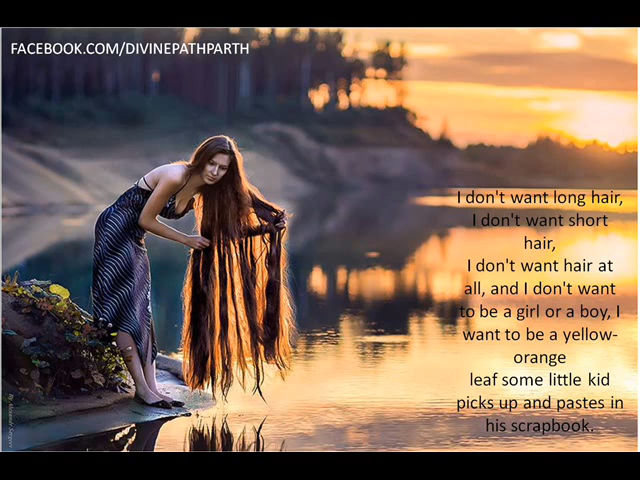 FACEBOOK.COM/DIVINEPATHPARTH
I don't want long hair,
I don't want short
hair,
I don't want hair at
all, and I don't want
to be a girl or a boy, I
want to be a yellow-
orange
leaf some little kid
picks up and pastes in
his scrapbook.